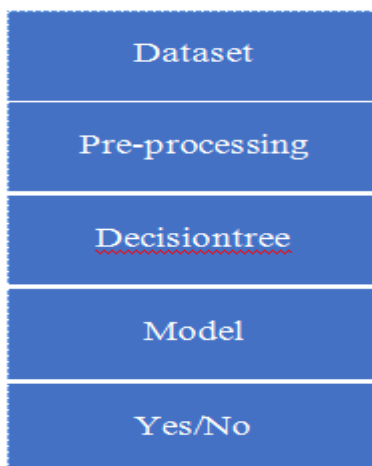 Dataset
Pre-processing
Decisiontree
Model
Yes/No